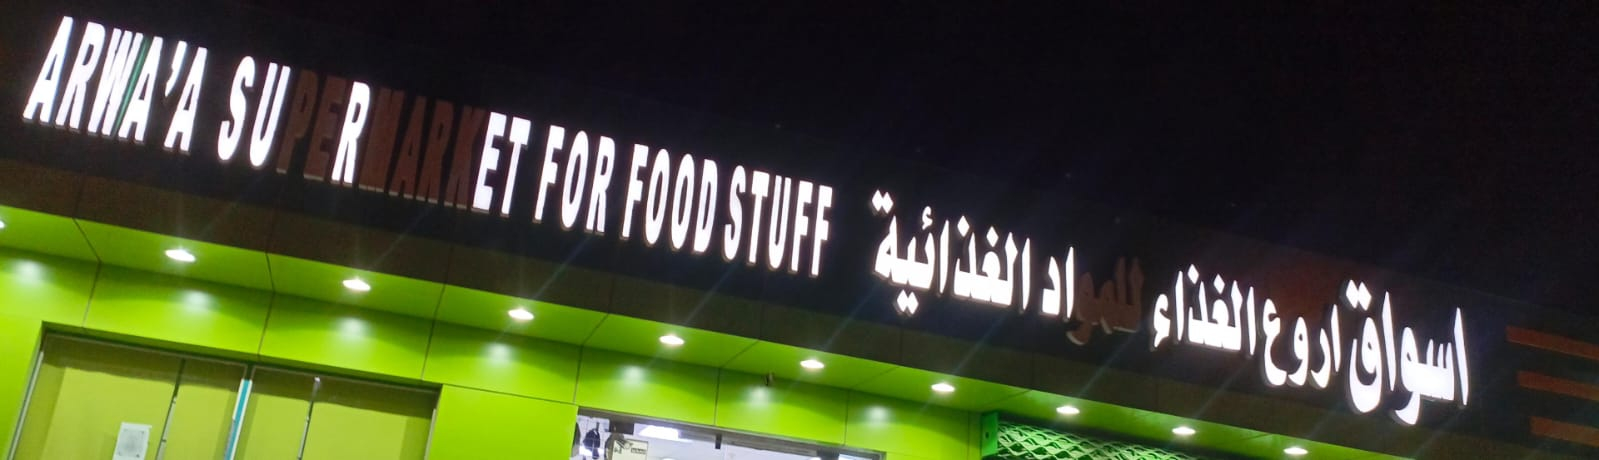 ARWA'A SUPERMARKET FOR FOOD STUFF
اسواق اروع الغذاء للمواد الغذائية